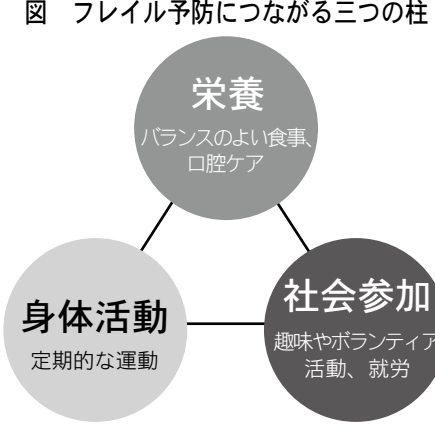 図　フレイル予防につながる三つの柱
栄養
バランスのよい食事、
口腔ケア
身体活動
定期的な運動
社会参加
趣味やボランティア
活動、就労